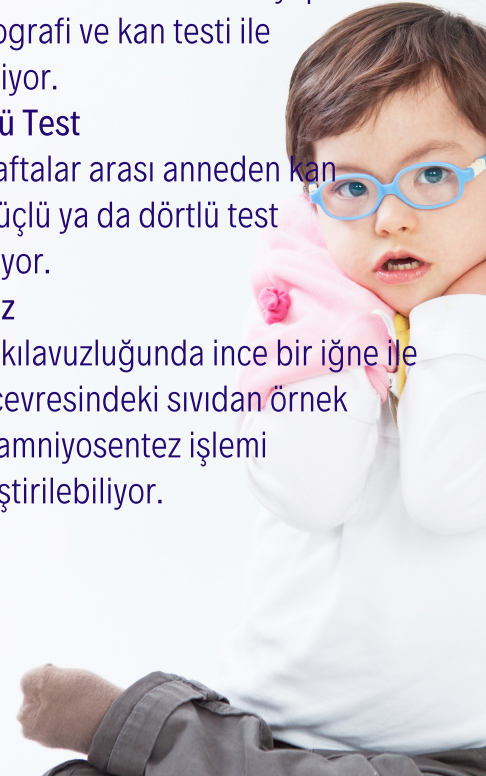 ografi ve kan testi ile
iyor.
ü Test
aftalar arası anneden kan
üçlü ya da dörtlü test
yor.
z
kılavuzluğunda ince bir iğne ile
çevresindeki sıvıdan örnek
amniyosentez işlemi
ştirilebiliyor.